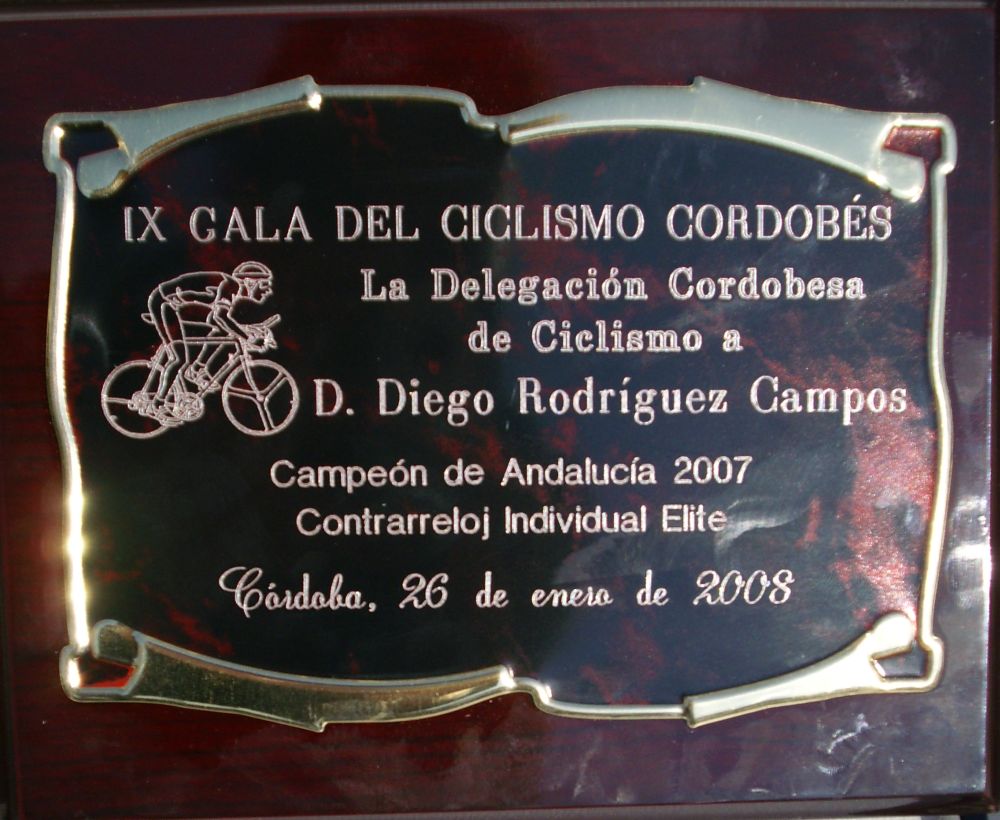 IX GALA DEL CICLISMO CORDOBÉS
La Delegación Cordobesa
de Ciclismo a
D. Diego Rodríguez Campos
Campeón de Andalucía 2007
Contrarreloj Individual Elite
Córdoba, 26 de enero de 2008